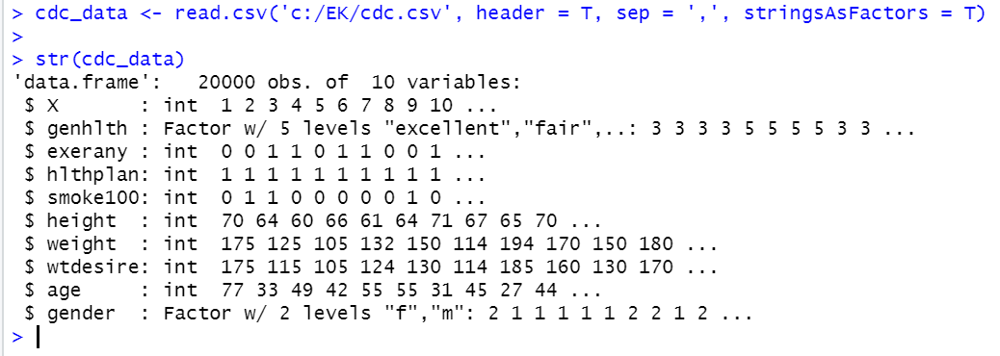 > cdc_data <- read.csv('c:/EK/cdc.csv', header = T, sep = ',', stringsAsFactors = T)
>
> str(cdc_data)
'data.frame':   20000 obs. of  10 variables:
 $ X       : int  1 2 3 4 5 6 7 8 9 10 ...
 $ genhlth : Factor w/ 5 levels "excellent","fair",..: 3 3 3 3 5 5 5 5 3 3 ...
 $ exerany : int  0 0 1 1 0 1 1 0 0 1 ...
 $ hlthplan: int  1 1 1 1 1 1 1 1 1 1 ...
 $ smoke100: int  0 1 1 0 0 0 0 0 1 0 ...
 $ height  : int  70 64 60 66 61 64 71 67 65 70 ...
 $ weight  : int  175 125 105 132 150 114 194 170 150 180 ...
 $ wtdesire: int  175 115 105 124 130 114 185 160 130 170 ...
 $ age     : int  77 33 49 42 55 55 31 45 27 44 ...
 $ gender  : Factor w/ 2 levels "f","m": 2 1 1 1 1 1 2 2 1 2 ...
>